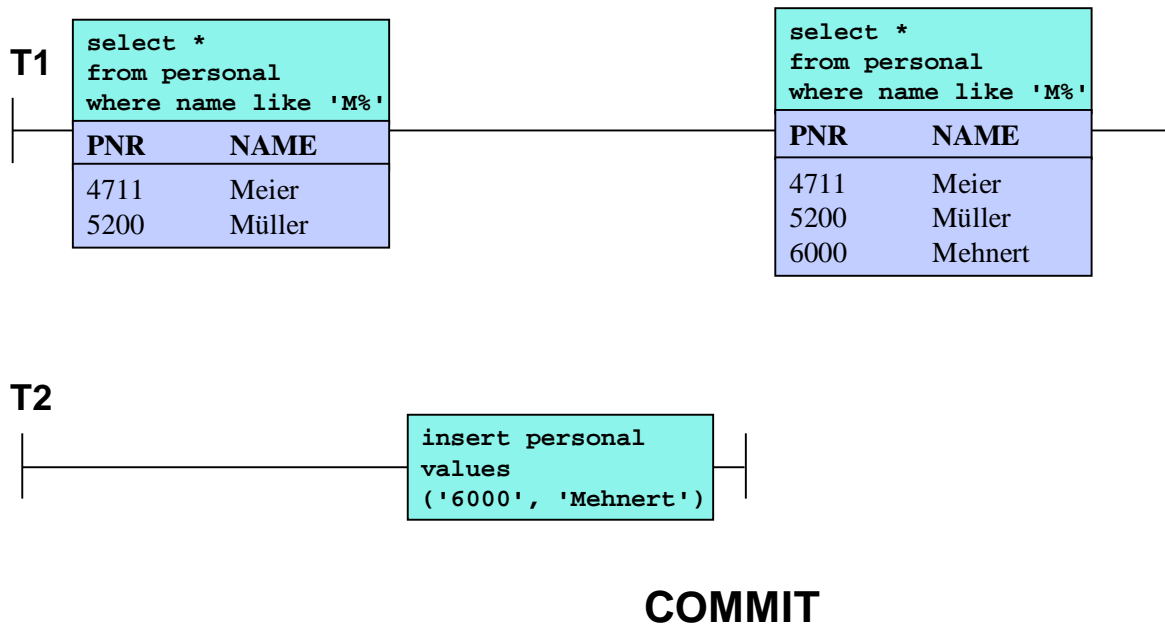 T1
select *
from personal
where name like 'M%'
PNR NAME
4711 Meier
5200 Müller
select *
from personal
where name like 'M%'
PNR NAME
4711 Meier
5200 Müller
6000 Mehnert
T2
insert personal
values
('6000', 'Mehnert')
COMMIT